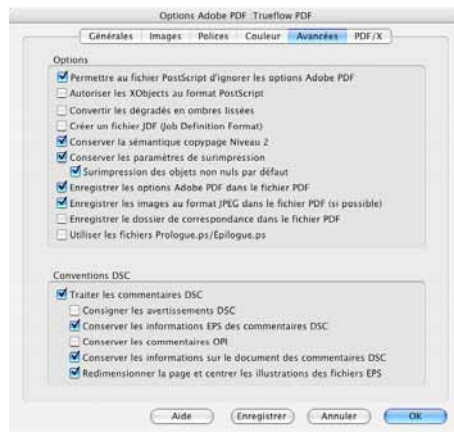 Options Adobe PDF Trueflow PDF
Générales Images Polices Couleur Avancées PDF/X
Options
Permettre au fichier PostScript d'ignorer les options Adobe PDF
Autoriser les XObjects au format PostScript
Convertir les dégradés en ombres lissées
Créer un fichier JDF (Job Definition Format)
Conserver la sémantique copypage Niveau 2
Conserver les paramètres de surimpression
Surimpression des objets non nuls par défaut
Enregistrer les options Adobe PDF dans le fichier PDF
Enregistrer les images au format JPEG dans le fichier PDF (si possible)
Enregistrer le dossier de correspondance dans le fichier PDF
Utiliser les fichiers Prologue.ps/Epilogue.ps
Conventions DSC
Traiter les commentaires DSC
Consigner les avertissements DSC
Conserver les informations EPS des commentaires DSC
Conserver les commentaires OPI
Conserver les informations sur le document des commentaires DSC
Redimensionner la page et centrer les illustrations des fichiers EPS
Aide Enregistrer Annuler OK